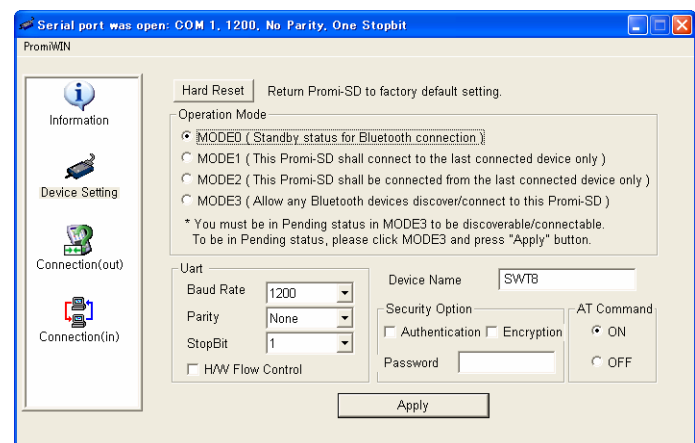 Serial port was open: COM 1, 1200, No Parity, One Stopbit
PromiWIN
Information
Device Setting
Connection(out)
Connection(in)
Hard Reset Return Promi-SD to factory default setting.
Operation Mode
MODE0 ( Standby status for Bluetooth connection )
MODE1 ( This Promi-SD shall connect to the last connected device only )
MODE2 ( This Promi-SD shall be connected from the last connected device only )
MODE3 ( Allow any Bluetooth devices discover/connect to this Promi-SD )
* You must be in Pending status in MODE3 to be discoverable/connectable.
To be in Pending status, please click MODE3 and press "Apply" button.
Uart
Baud Rate 1200
Parity None
StopBit 1
H/W Flow Control
Device Name SWT8
Security Option
Authentication Encryption
Password
AT Command
ON
OFF
Apply